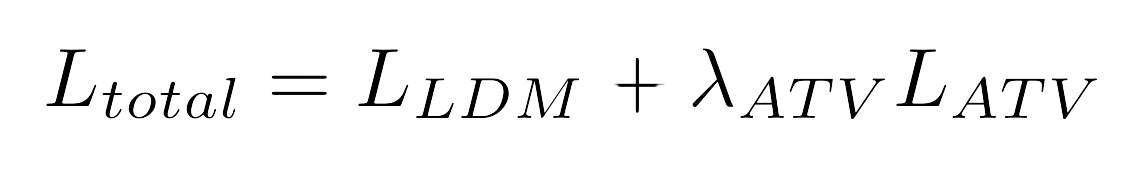 L_{total} = L_{LDM} + λ_{ATV} L_{ATV}